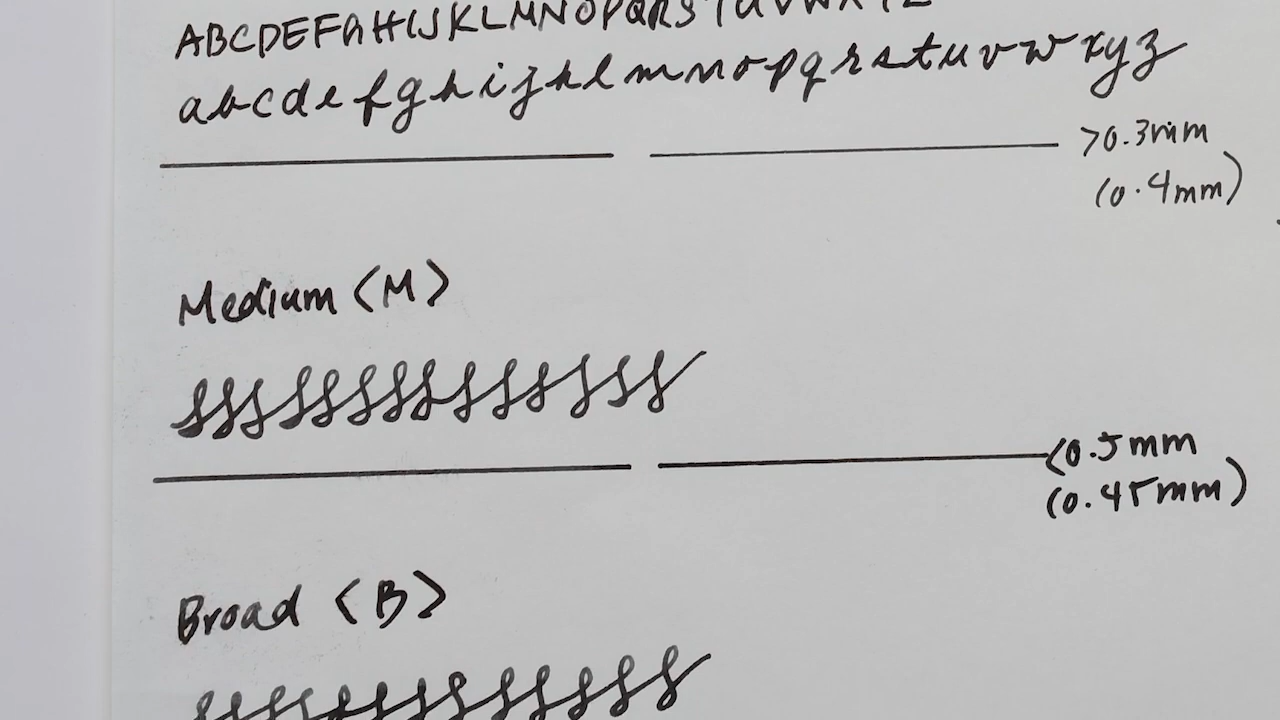 ABCDEFGHIJKLMNOPQRSTUVWXYZ
abcdefghijklmnopqrstuvwxyz
>0.3mm
(0.4mm)
Medium <M>
<0.5mm
(0.45mm)
Broad <B>